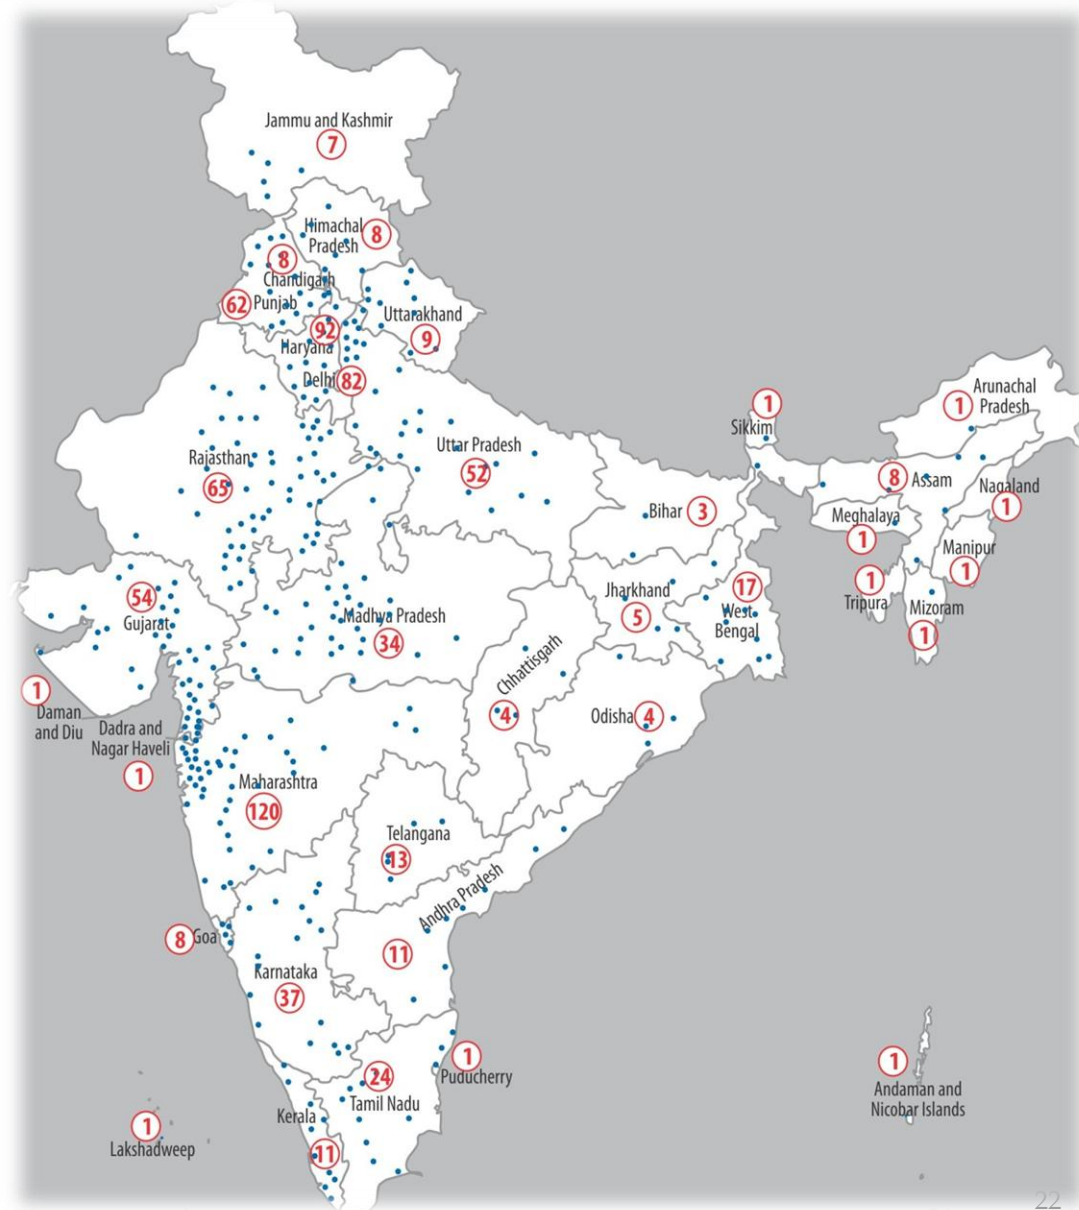 Jammu and Kashmir
7
Himachal
Pradesh
8
8
Chandigarh
62
Punjab
Uttarakhand
9
92
Haryana
Delhi
82
Rajasthan
65
Uttar Pradesh
52
1
Sikkim
Arunachal
Pradesh
1
8
Assam
Nagaland
1
Meghalaya
1
Manipur
1
1
Tripura
Mizoram
1
Bihar
3
Jharkhand
5
17
West
Bengal
54
Gujarat
Madhya Pradesh
34
Chhattisgarh
4
Odisha
4
1
Daman
and Diu
Dadra and
Nagar Haveli
1
Maharashtra
120
Telangana
13
Andhra Pradesh
11
8
Goa
Karnataka
37
1
Puducherry
24
Tamil Nadu
Kerala
11
1
Lakshadweep
1
Andaman and
Nicobar Islands
22